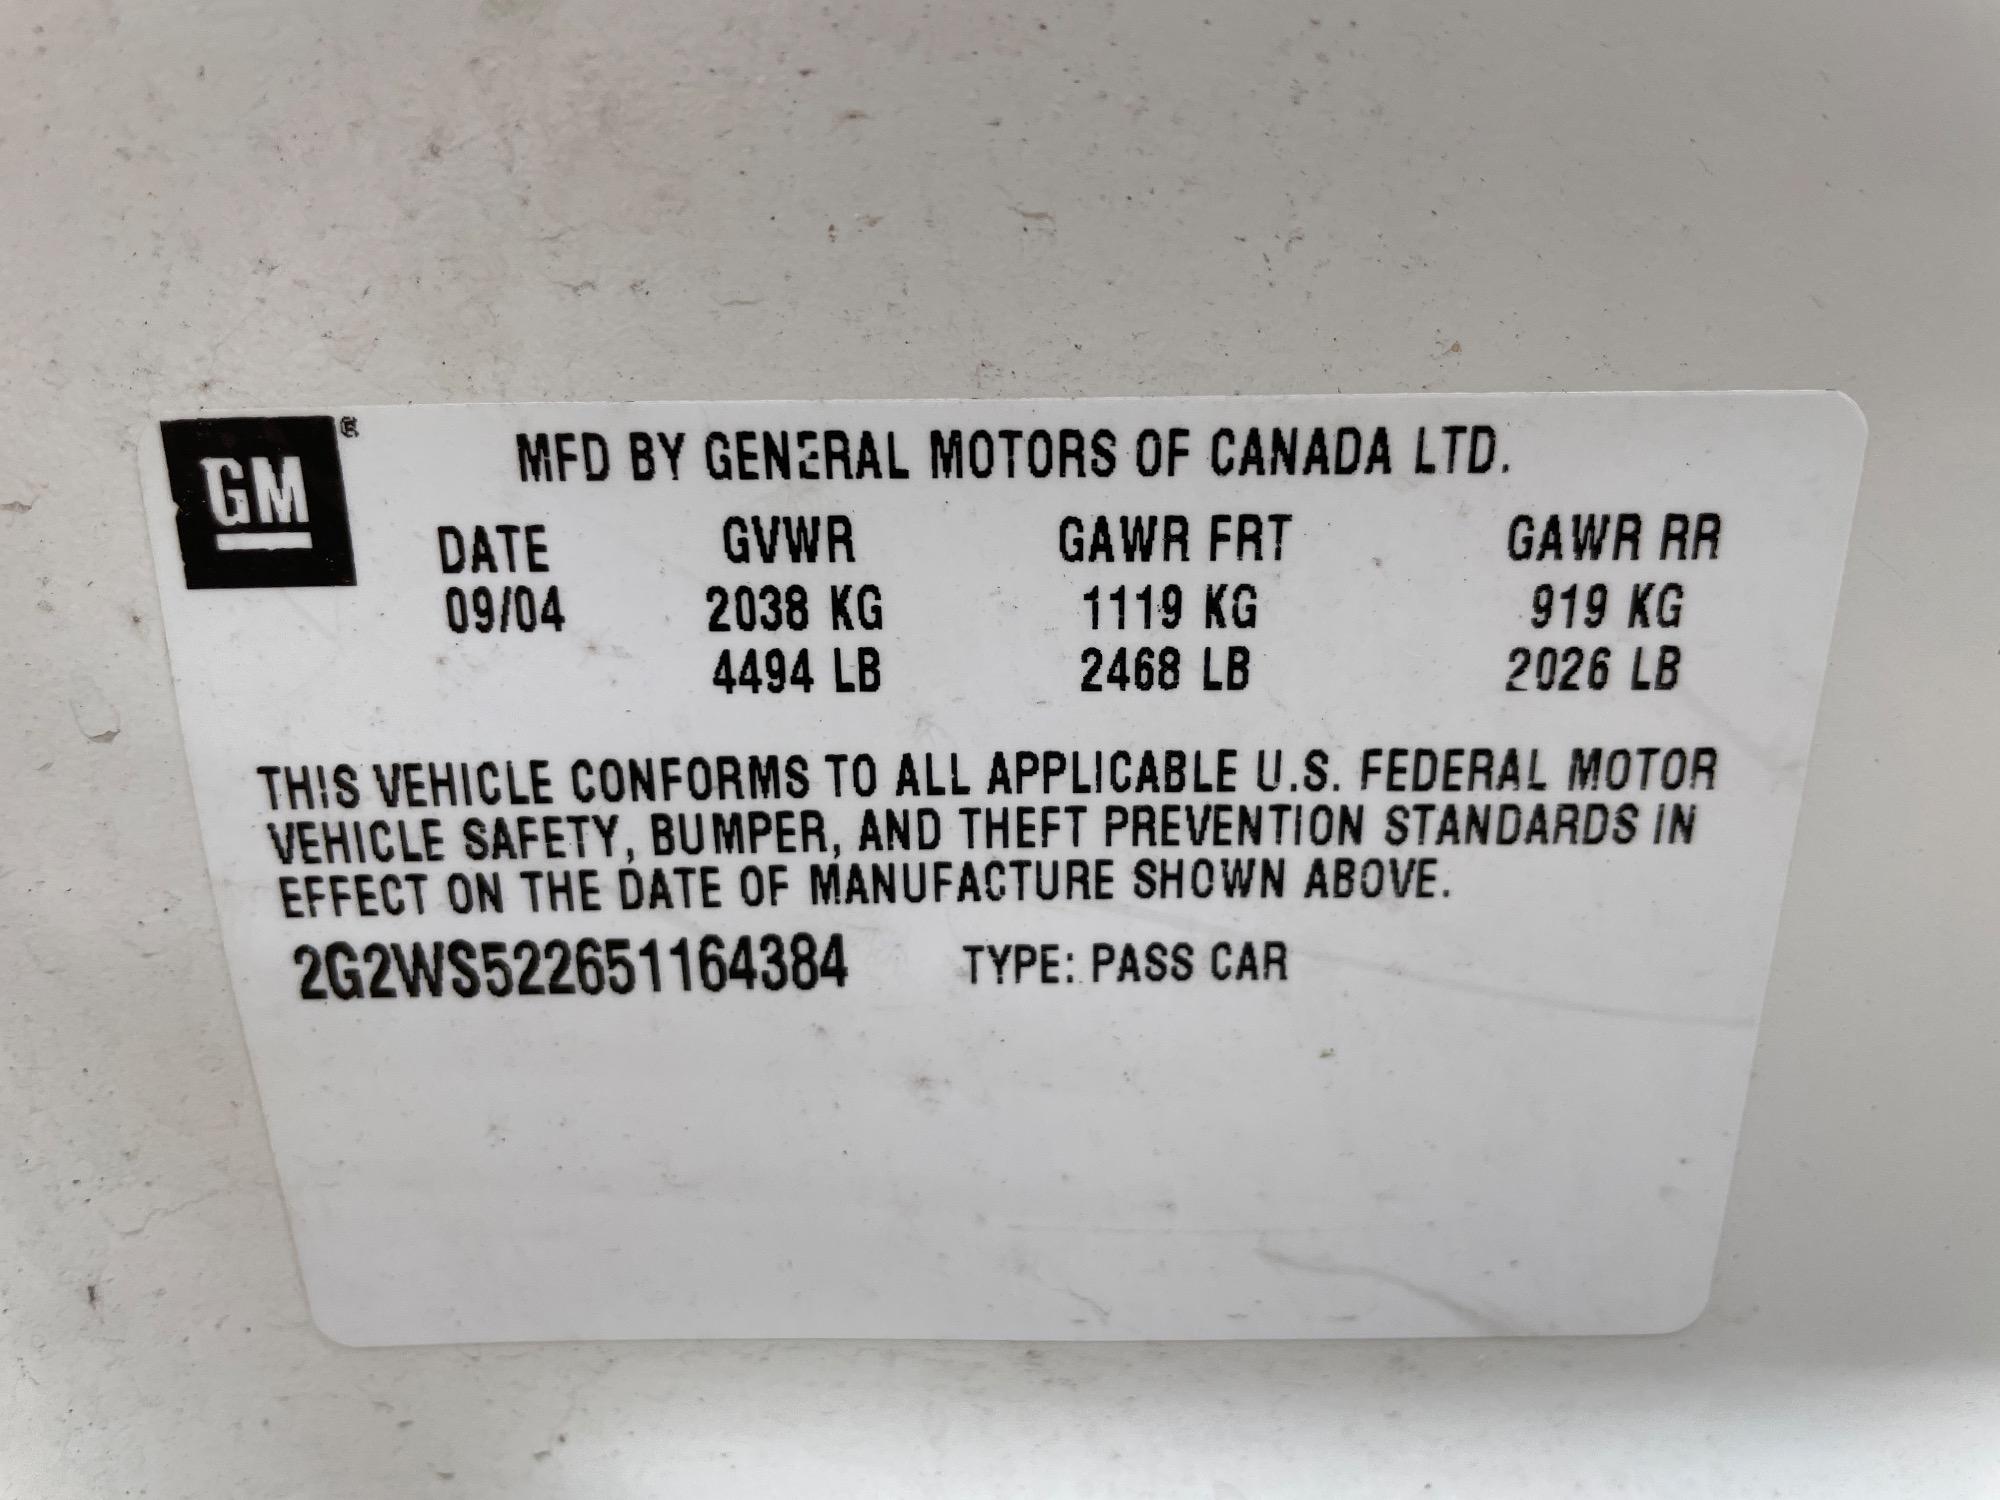 GM ®
MFD BY GENERAL MOTORS OF CANADA LTD.
DATE GVWR GAWR FRT GAWR RR
09/04 2038 KG 1119 KG 919 KG
4494 LB 2468 LB 2026 LB
THIS VEHICLE CONFORMS TO ALL APPLICABLE U.S. FEDERAL MOTOR
VEHICLE SAFETY, BUMPER, AND THEFT PREVENTION STANDARDS IN
EFFECT ON THE DATE OF MANUFACTURE SHOWN ABOVE.
2G2WS522651164384 TYPE: PASS CAR